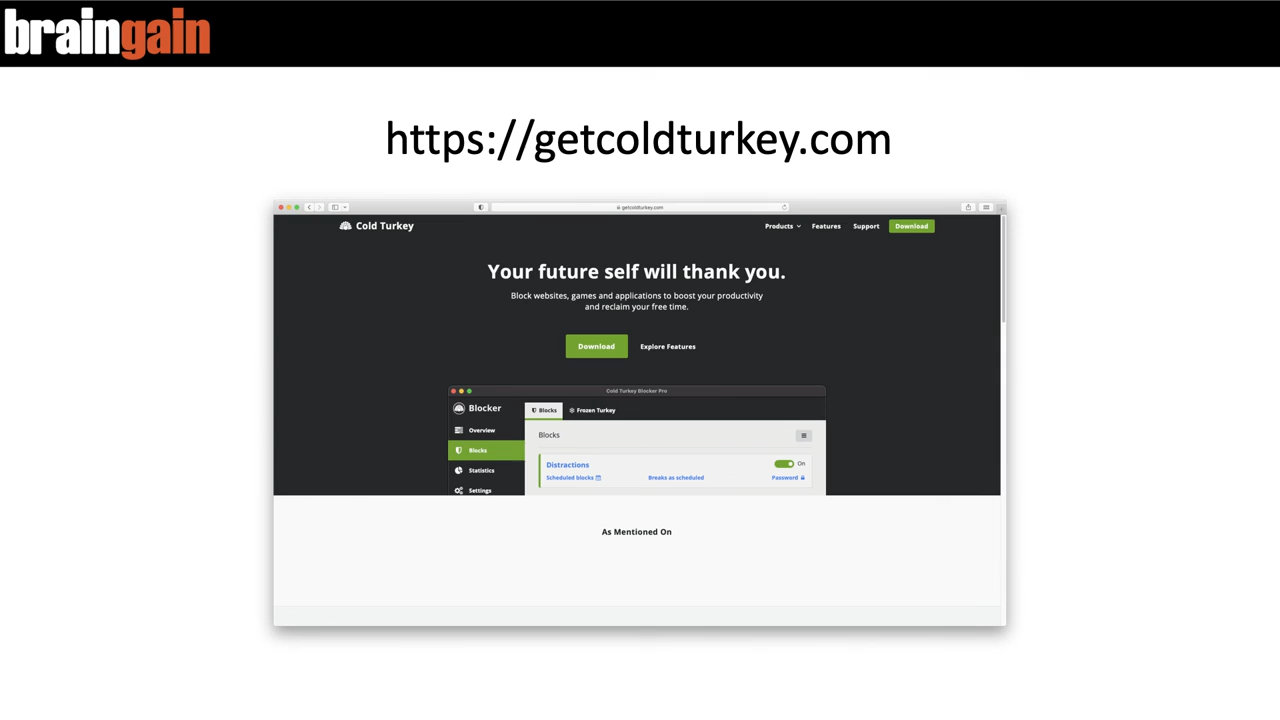 braingain
https://getcoldturkey.com
getcoldturkey.com
Cold Turkey
Products
Features
Support
Download
Your future self will thank you.
Block websites, games and applications to boost your productivity
and reclaim your free time.
Download
Explore Features
Cold Turkey Blocker Pro
Blocker
Blocks
Frozen Turkey
Overview
Blocks
Statistics
Settings
Blocks
Distractions
On
Scheduled blocks
Breaks as scheduled
Password
As Mentioned On